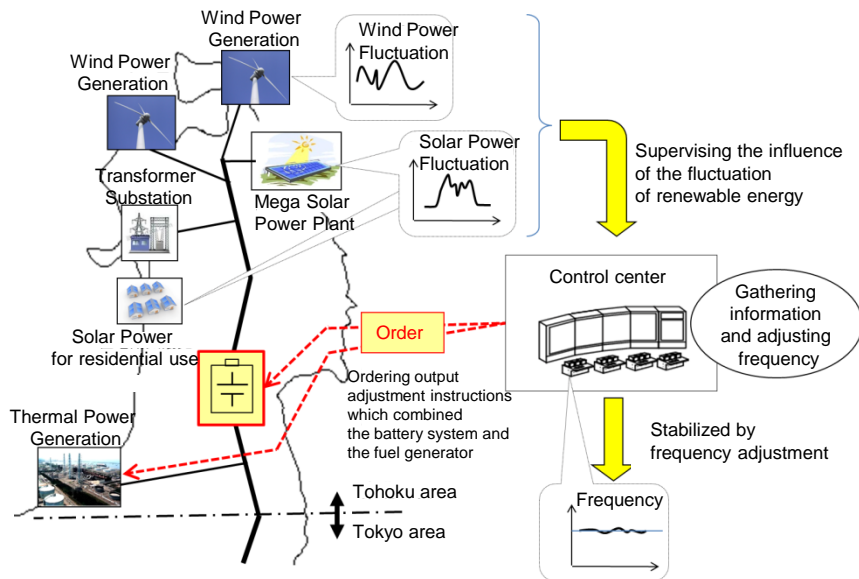 Wind Power
Generation
Wind Power
Generation
Wind Power
Fluctuation
Solar Power
Fluctuation
Transformer
Substation
Mega Solar
Power Plant
Supervising the influence
of the fluctuation
of renewable energy
Control center
Gathering
information
and adjusting
frequency
Solar Power
for residential use
Order
Ordering output
adjustment instructions
which combined
the battery system and
the fuel generator
Thermal Power
Generation
Stabilized by
frequency adjustment
Frequency
Tohoku area
Tokyo area